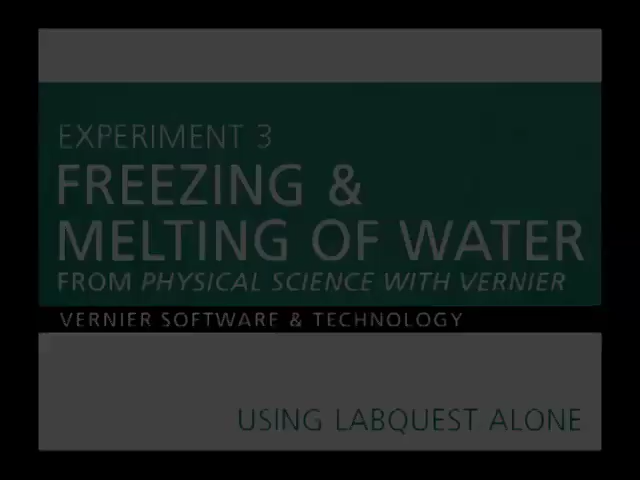 EXPERIMENT 3
FREEZING &
MELTING OF WATER
FROM PHYSICAL SCIENCE WITH VERNIER
VERNIER SOFTWARE & TECHNOLOGY
USING LABQUEST ALONE